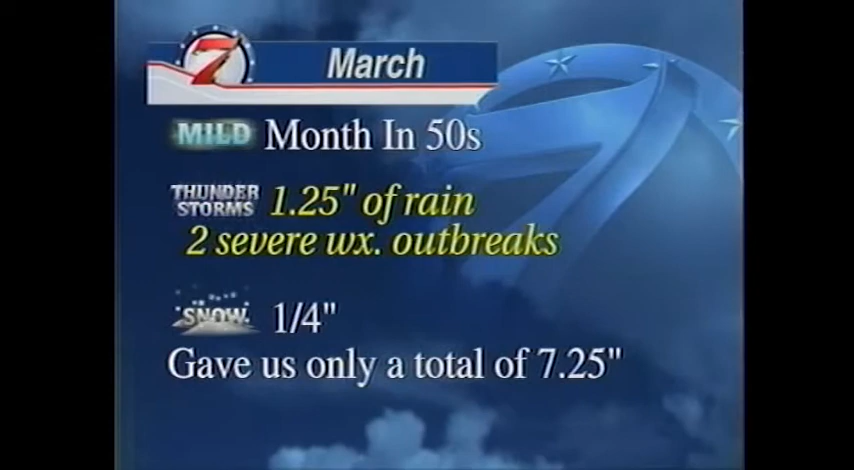 7 March
MILD Month In 50s
THUNDER STORMS 1.25" of rain
2 severe wx. outbreaks
SNOW 1/4"
Gave us only a total of 7.25"